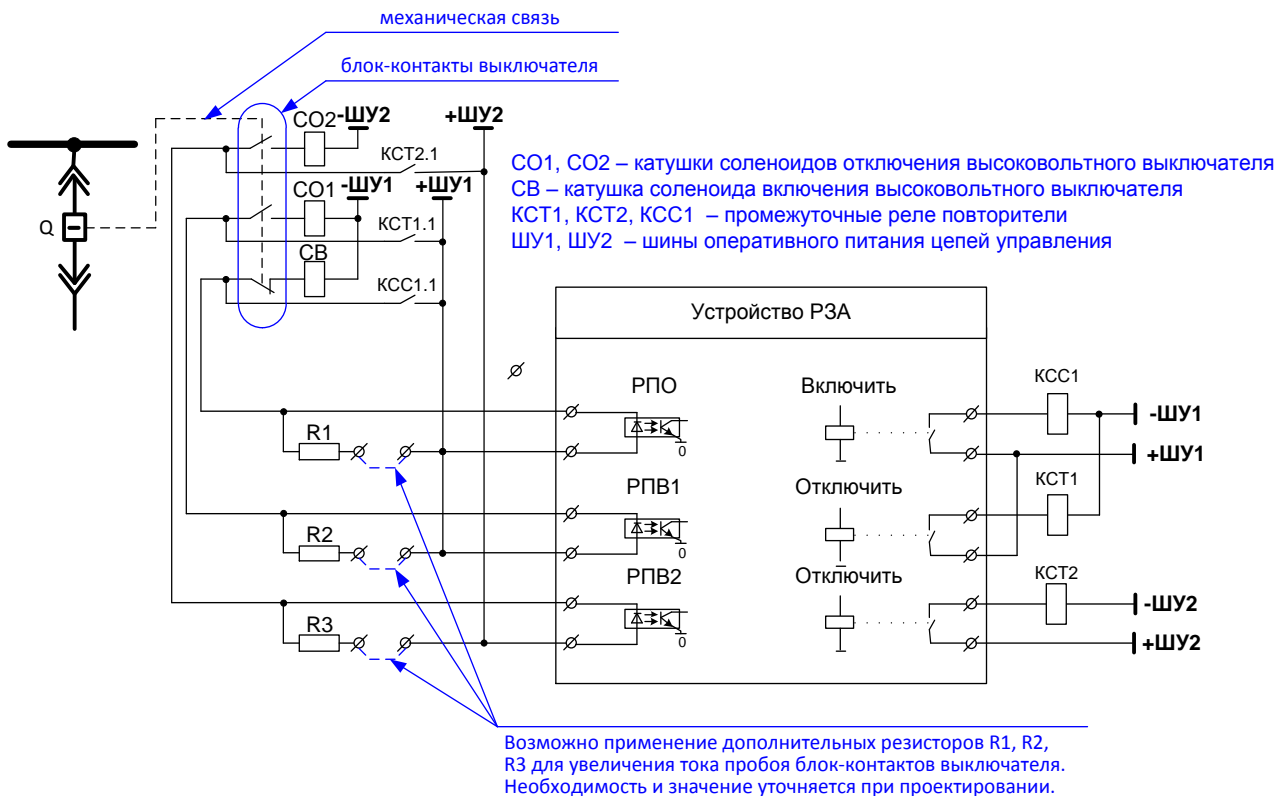 механическая связь
блок-контакты выключателя
СО2
-ШУ2
+ШУ2
КСТ2.1
СО1
-ШУ1
+ШУ1
КСТ1.1
СВ
КСС1.1
Q
СО1, СО2 – катушки соленоидов отключения высоковольтного выключателя
СВ – катушка соленоида включения высоковольтного выключателя
КСТ1, КСТ2, КСС1 – промежуточные реле повторители
ШУ1, ШУ2 – шины оперативного питания цепей управления
Устройство РЗА
РПО
Включить
КСС1
-ШУ1
R1
0
+ШУ1
РПВ1
Отключить
КСТ1
R2
0
РПВ2
Отключить
КСТ2
-ШУ2
R3
0
+ШУ2
Возможно применение дополнительных резисторов R1, R2,
R3 для увеличения тока пробоя блок-контактов выключателя.
Необходимость и значение уточняется при проектировании.